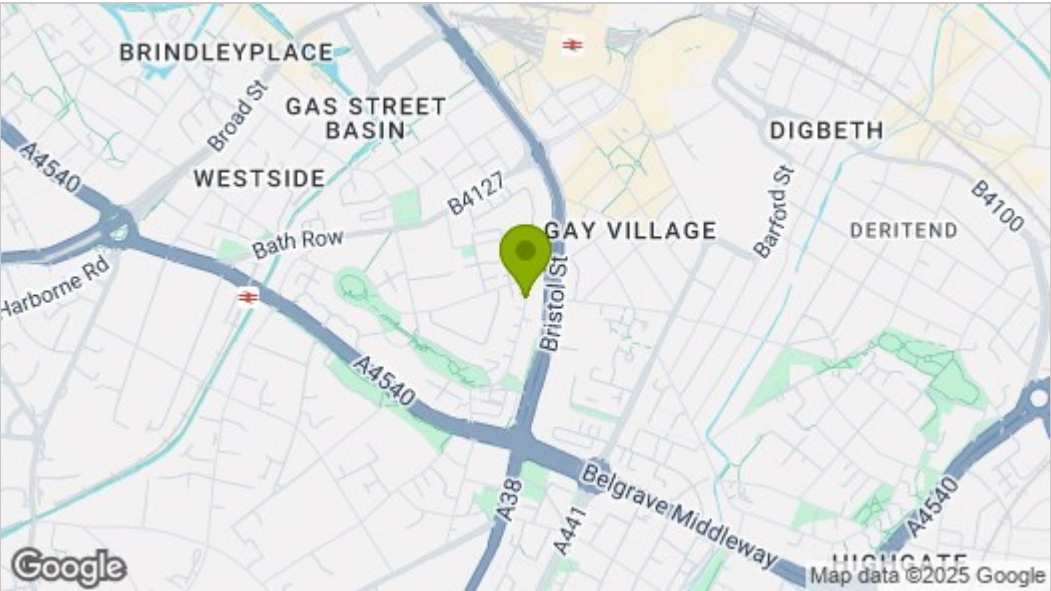 BRINDLEYPLACE
Broad St
GAS STREET
BASIN
DIGBETH
A4540
WESTSIDE
B4127
Barford St
B4100
GAY VILLAGE
DERITEND
Bath Row
Harborne Rd
Bristol St
A4540
Belgrave Middleway
A38
A441
A4540
HIGHGATE
Google
Map data ©2025 Google